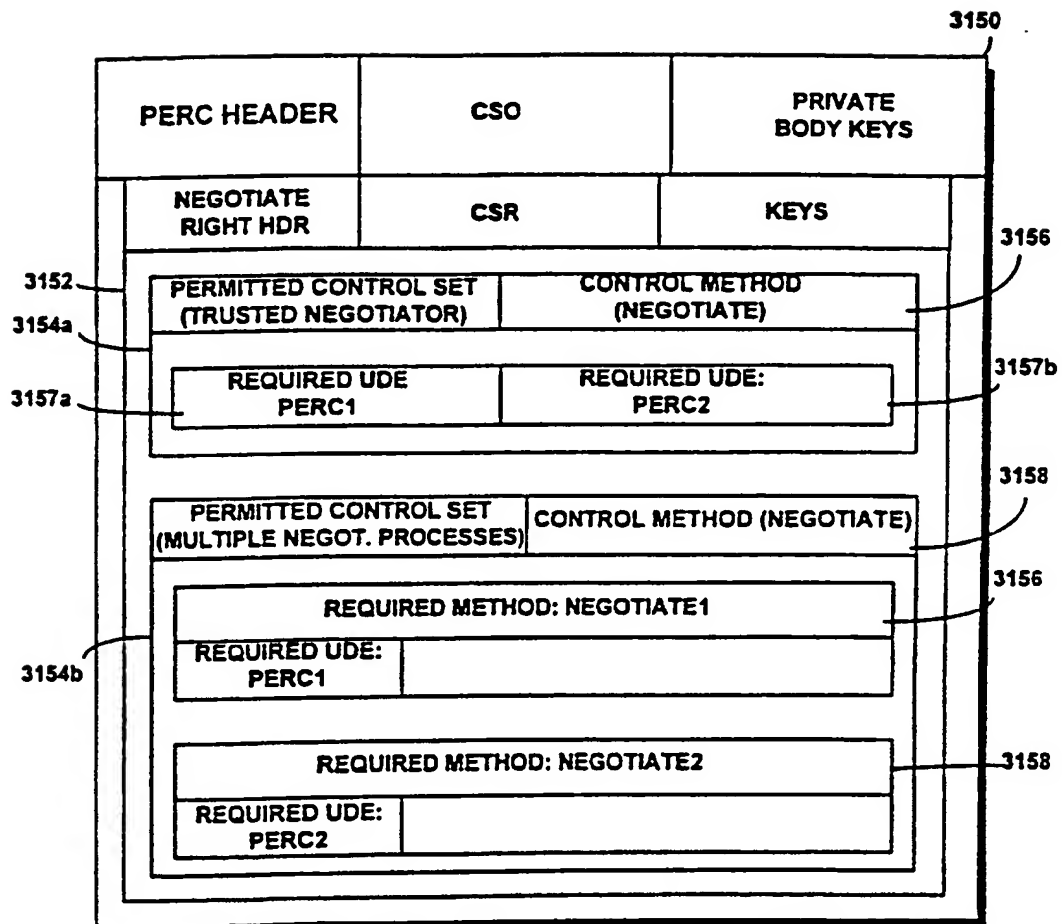 3150
PERC HEADER
CSO
PRIVATE
BODY KEYS
NEGOTIATE
RIGHT HDR
CSR
KEYS
3156
3152
PERMITTED CONTROL SET
(TRUSTED NEGOTIATOR)
CONTROL METHOD
(NEGOTIATE)
3154a
REQUIRED UDE
PERC1
REQUIRED UDE:
PERC2
3157b
3157a
3158
PERMITTED CONTROL SET
(MULTIPLE NEGOT. PROCESSES)
CONTROL METHOD (NEGOTIATE)
3156
REQUIRED METHOD: NEGOTIATE1
REQUIRED UDE:
PERC1
3154b
REQUIRED METHOD: NEGOTIATE2
3158
REQUIRED UDE:
PERC2